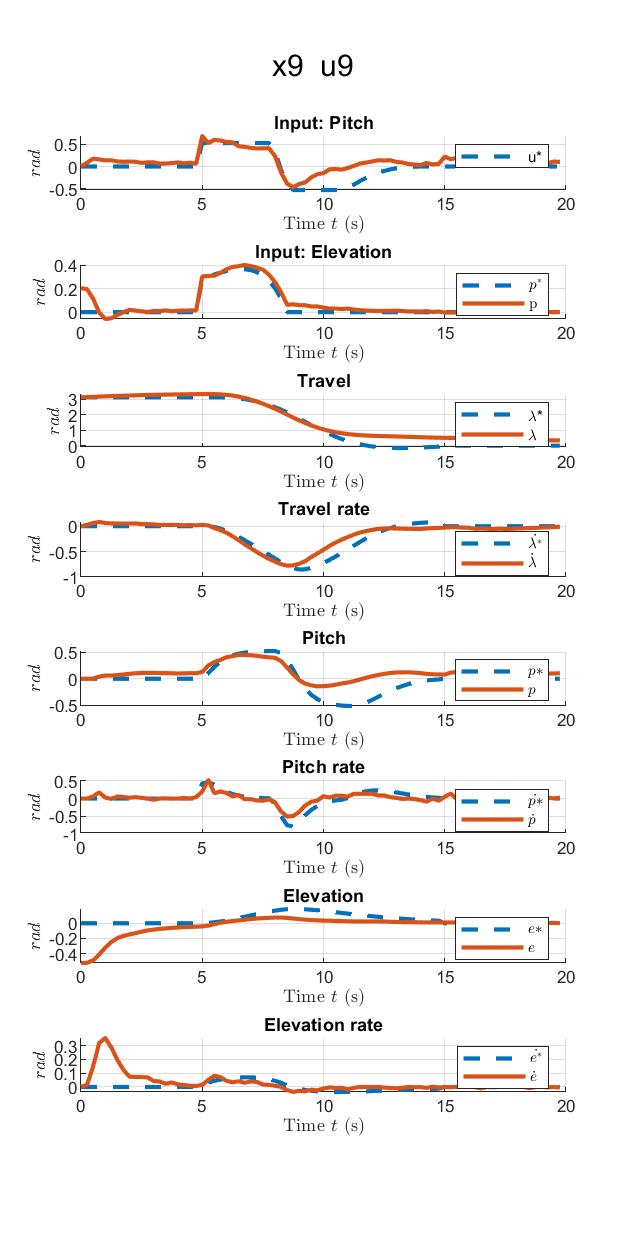 x9 u9
Input: Pitch
0.5
0
-0.5
rad
u*
0 5 10 15 20
Time t (s)
Input: Elevation
0.4
0.2
0
rad
p*
p
0 5 10 15 20
Time t (s)
Travel
3
2
1
0
rad
λ*
λ
0 5 10 15 20
Time t (s)
Travel rate
0
-0.5
-1
rad
λ̇*
λ̇
0 5 10 15 20
Time t (s)
Pitch
0.5
0
-0.5
rad
p*
p
0 5 10 15 20
Time t (s)
Pitch rate
0.5
0
-0.5
-1
rad
ṗ*
ṗ
0 5 10 15 20
Time t (s)
Elevation
0
-0.2
-0.4
rad
e*
e
0 5 10 15 20
Time t (s)
Elevation rate
0.3
0.2
0.1
0
rad
ė*
ė
0 5 10 15 20
Time t (s)